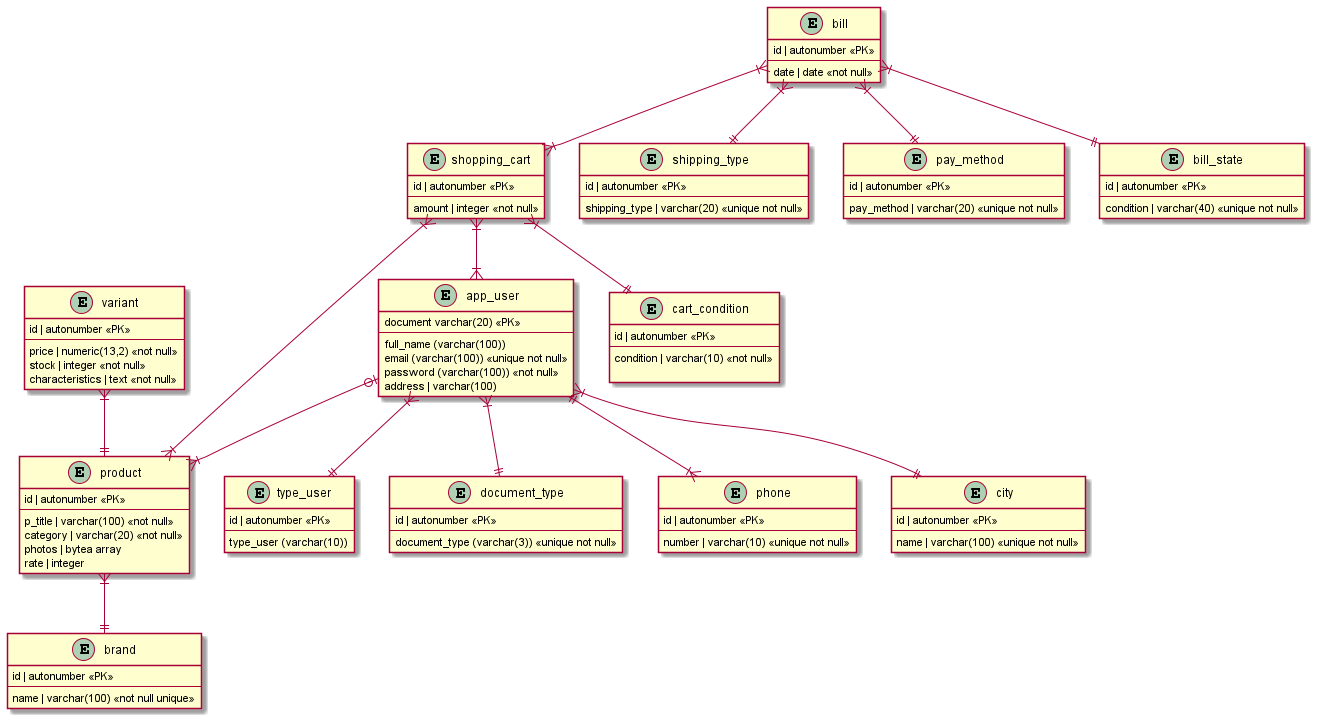 E bill
id | autonumber «PK»
date | date «not null»
E shopping_cart
id | autonumber «PK»
amount | integer «not null»
E shipping_type
id | autonumber «PK»
shipping_type | varchar(20) «unique not null»
E pay_method
id | autonumber «PK»
pay_method | varchar(20) «unique not null»
E bill_state
id | autonumber «PK»
condition | varchar(40) «unique not null»
E variant
id | autonumber «PK»
price | numeric(13,2) «not null»
stock | integer «not null»
characteristics | text «not null»
E app_user
document varchar(20) «PK»
full_name (varchar(100))
email (varchar(100)) «unique not null»
password (varchar(100)) «not null»
address | varchar(100)
E cart_condition
id | autonumber «PK»
condition | varchar(10) «not null»
E product
id | autonumber «PK»
p_title | varchar(100) «not null»
category | varchar(20) «not null»
photos | bytea array
rate | integer
E type_user
id | autonumber «PK»
type_user (varchar(10))
E document_type
id | autonumber «PK»
document_type (varchar(3)) «unique not null»
E phone
id | autonumber «PK»
number | varchar(10) «unique not null»
E city
id | autonumber «PK»
name | varchar(100) «unique not null»
E brand
id | autonumber «PK»
name | varchar(100) «not null unique»